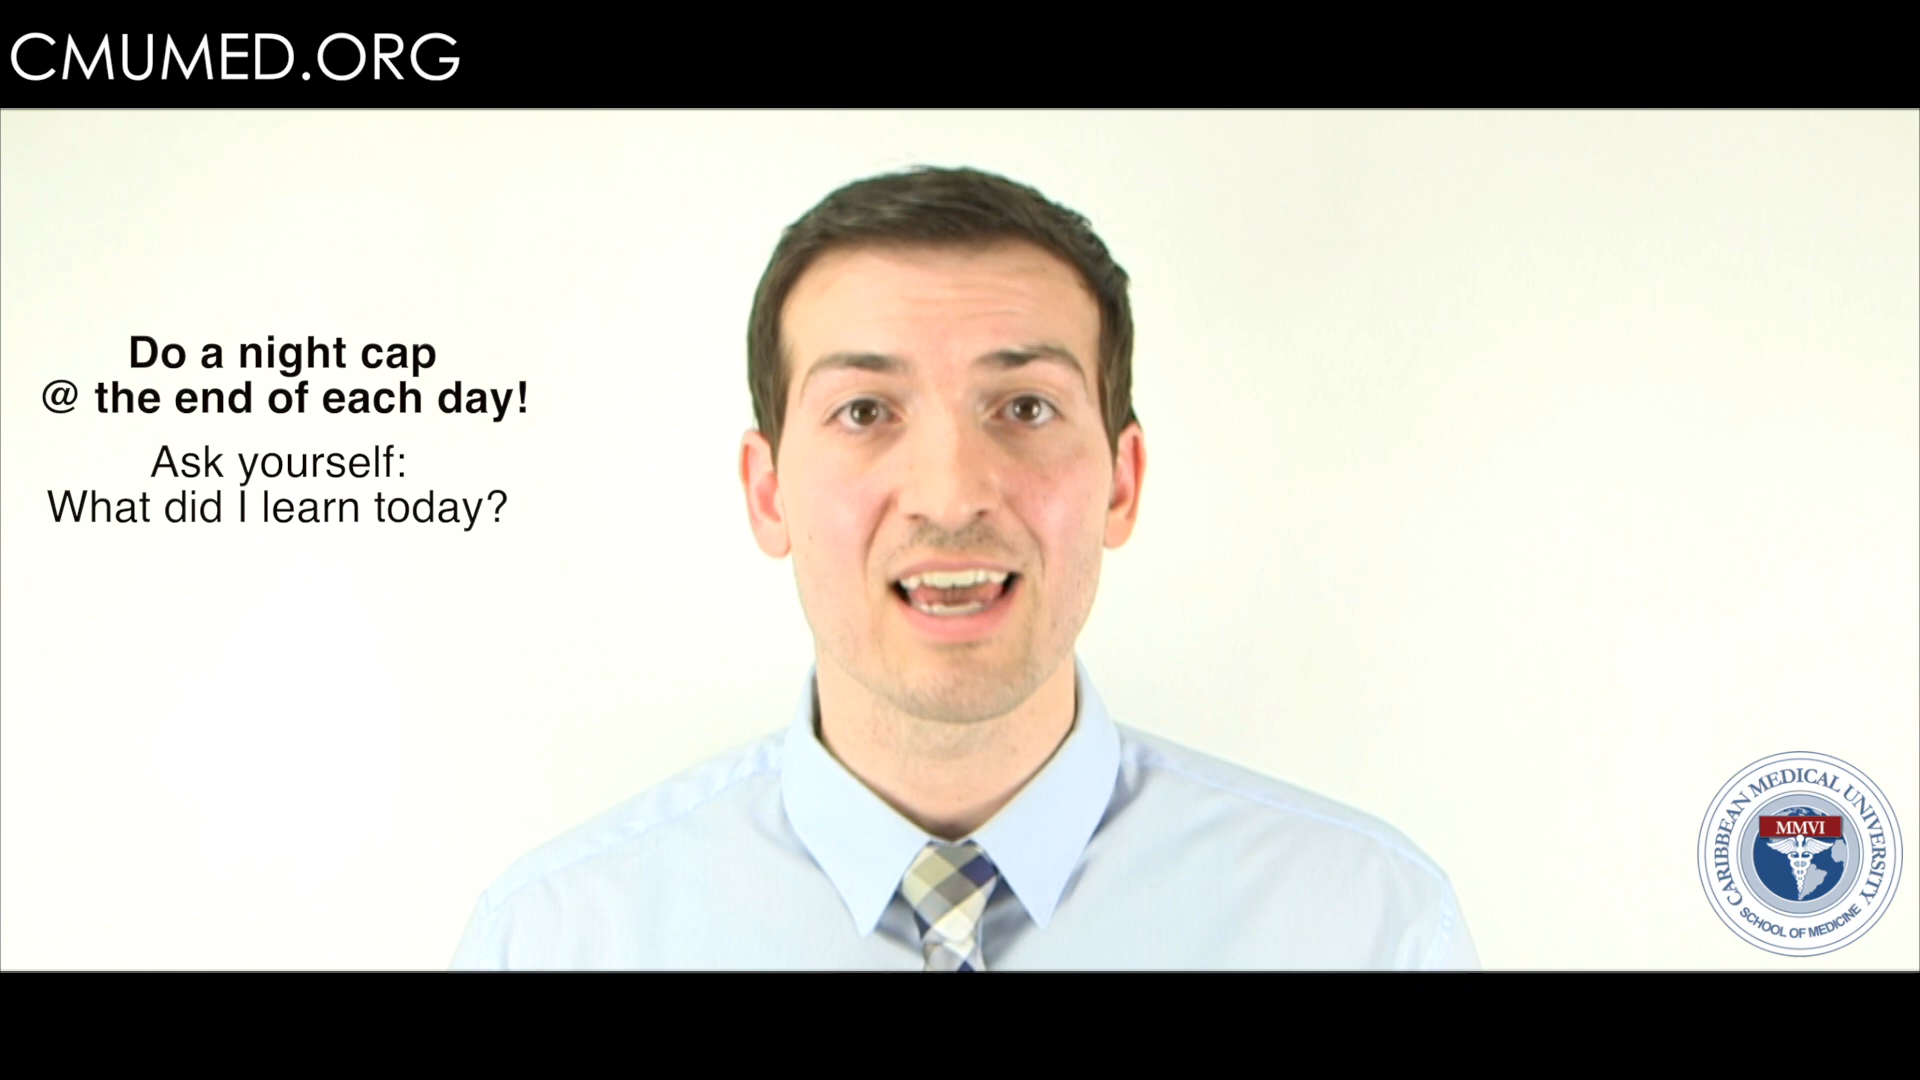 CMUMED.ORG
Do a night cap
@ the end of each day!
Ask yourself:
What did I learn today?
CARIBBEAN MEDICAL UNIVERSITY
MMVI
SCHOOL OF MEDICINE